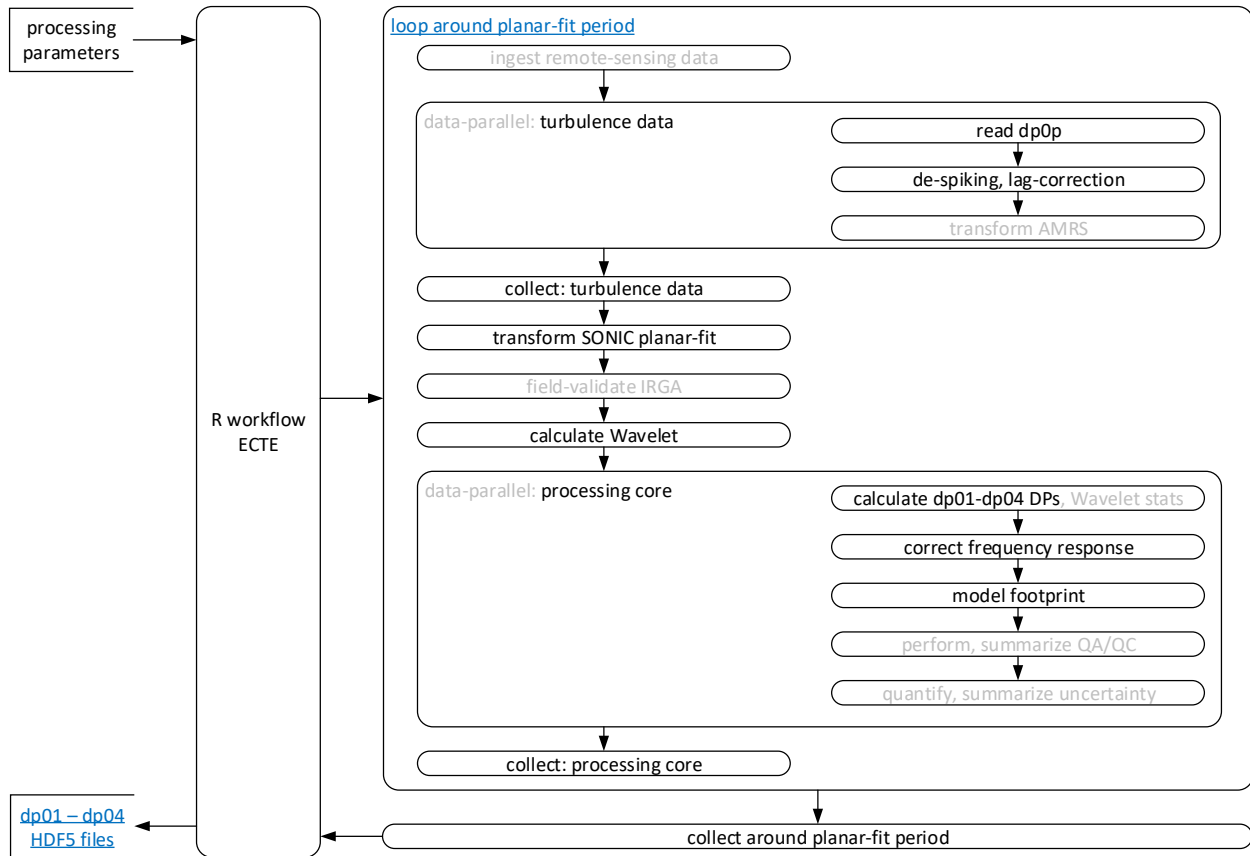 processing
parameters
R workflow
ECTE
loop around planar-fit period
ingest remote-sensing data
data-parallel: turbulence data
read dp0p
de-spiking, lag-correction
transform AMRS
collect: turbulence data
transform SONIC planar-fit
field-validate IRGA
calculate Wavelet
data-parallel: processing core
calculate dp01-dp04 DPs, Wavelet stats
correct frequency response
model footprint
perform, summarize QA/QC
quantify, summarize uncertainty
collect: processing core
collect around planar-fit period
dp01 – dp04
HDF5 files